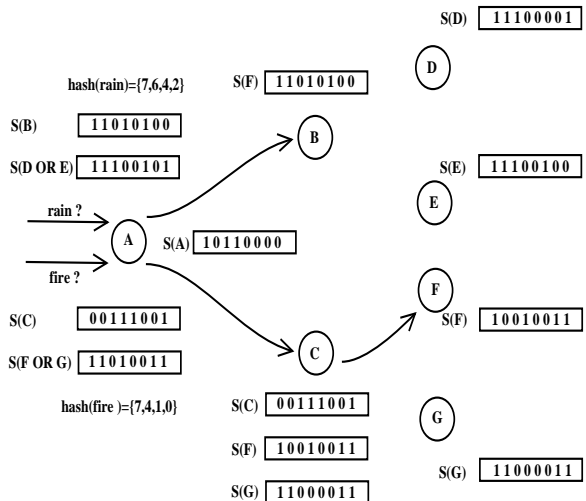 S(D) 11100001
D
hash(rain)={7,6,4,2}
S(F) 11010100
S(B) 11010100
B
S(D OR E) 11100101
S(E) 11100100
rain ?
E
A
S(A) 10110000
fire ?
F
S(C) 00111001
S(F) 10010011
C
S(F OR G) 11010011
hash(fire )={7,4,1,0}
S(C) 00111001
G
S(F) 10010011
S(G) 11000011
S(G) 11000011